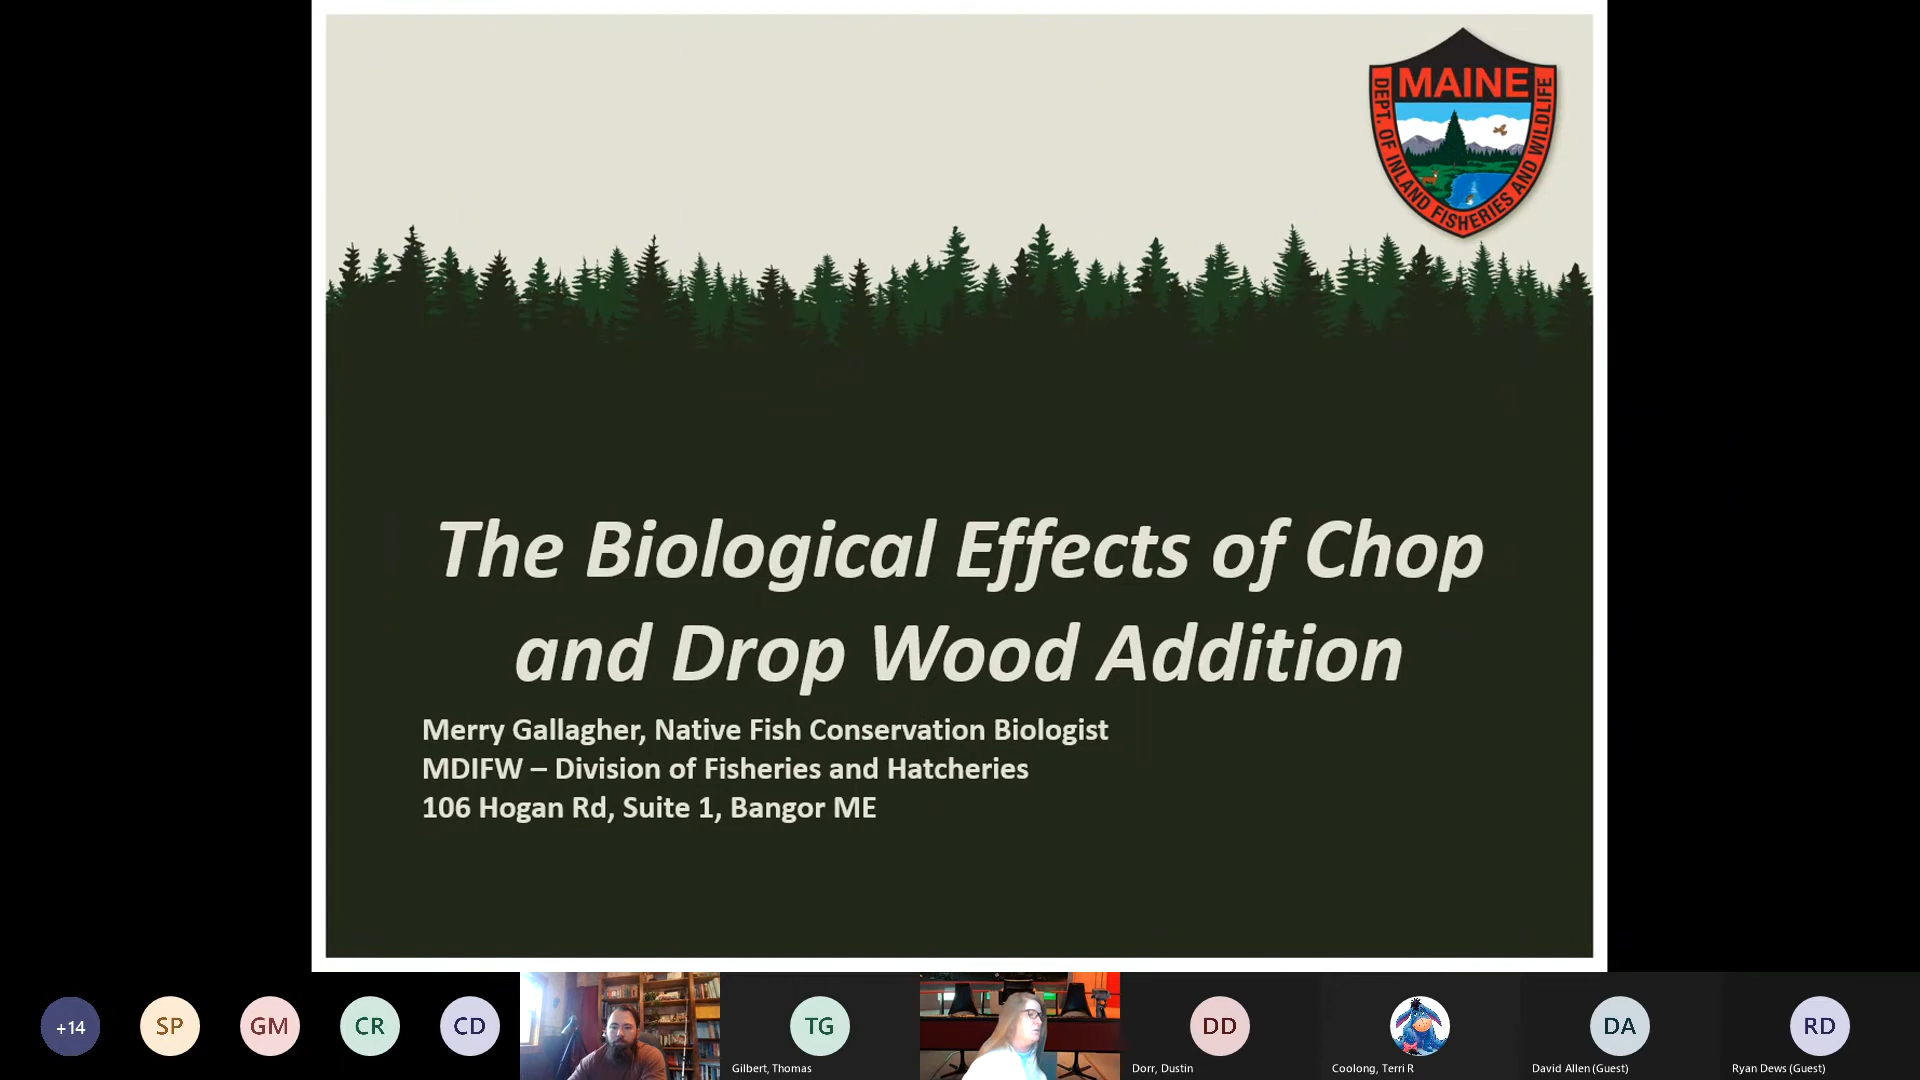 MAINE
DEPT. OF INLAND FISHERIES AND WILDLIFE
The Biological Effects of Chop
and Drop Wood Addition
Merry Gallagher, Native Fish Conservation Biologist
MDIFW – Division of Fisheries and Hatcheries
106 Hogan Rd, Suite 1, Bangor ME
+14
SP
GM
CR
CD
TG
Gilbert, Thomas
DD
Dorr, Dustin
Coolong, Terri R
DA
David Allen (Guest)
RD
Ryan Dews (Guest)